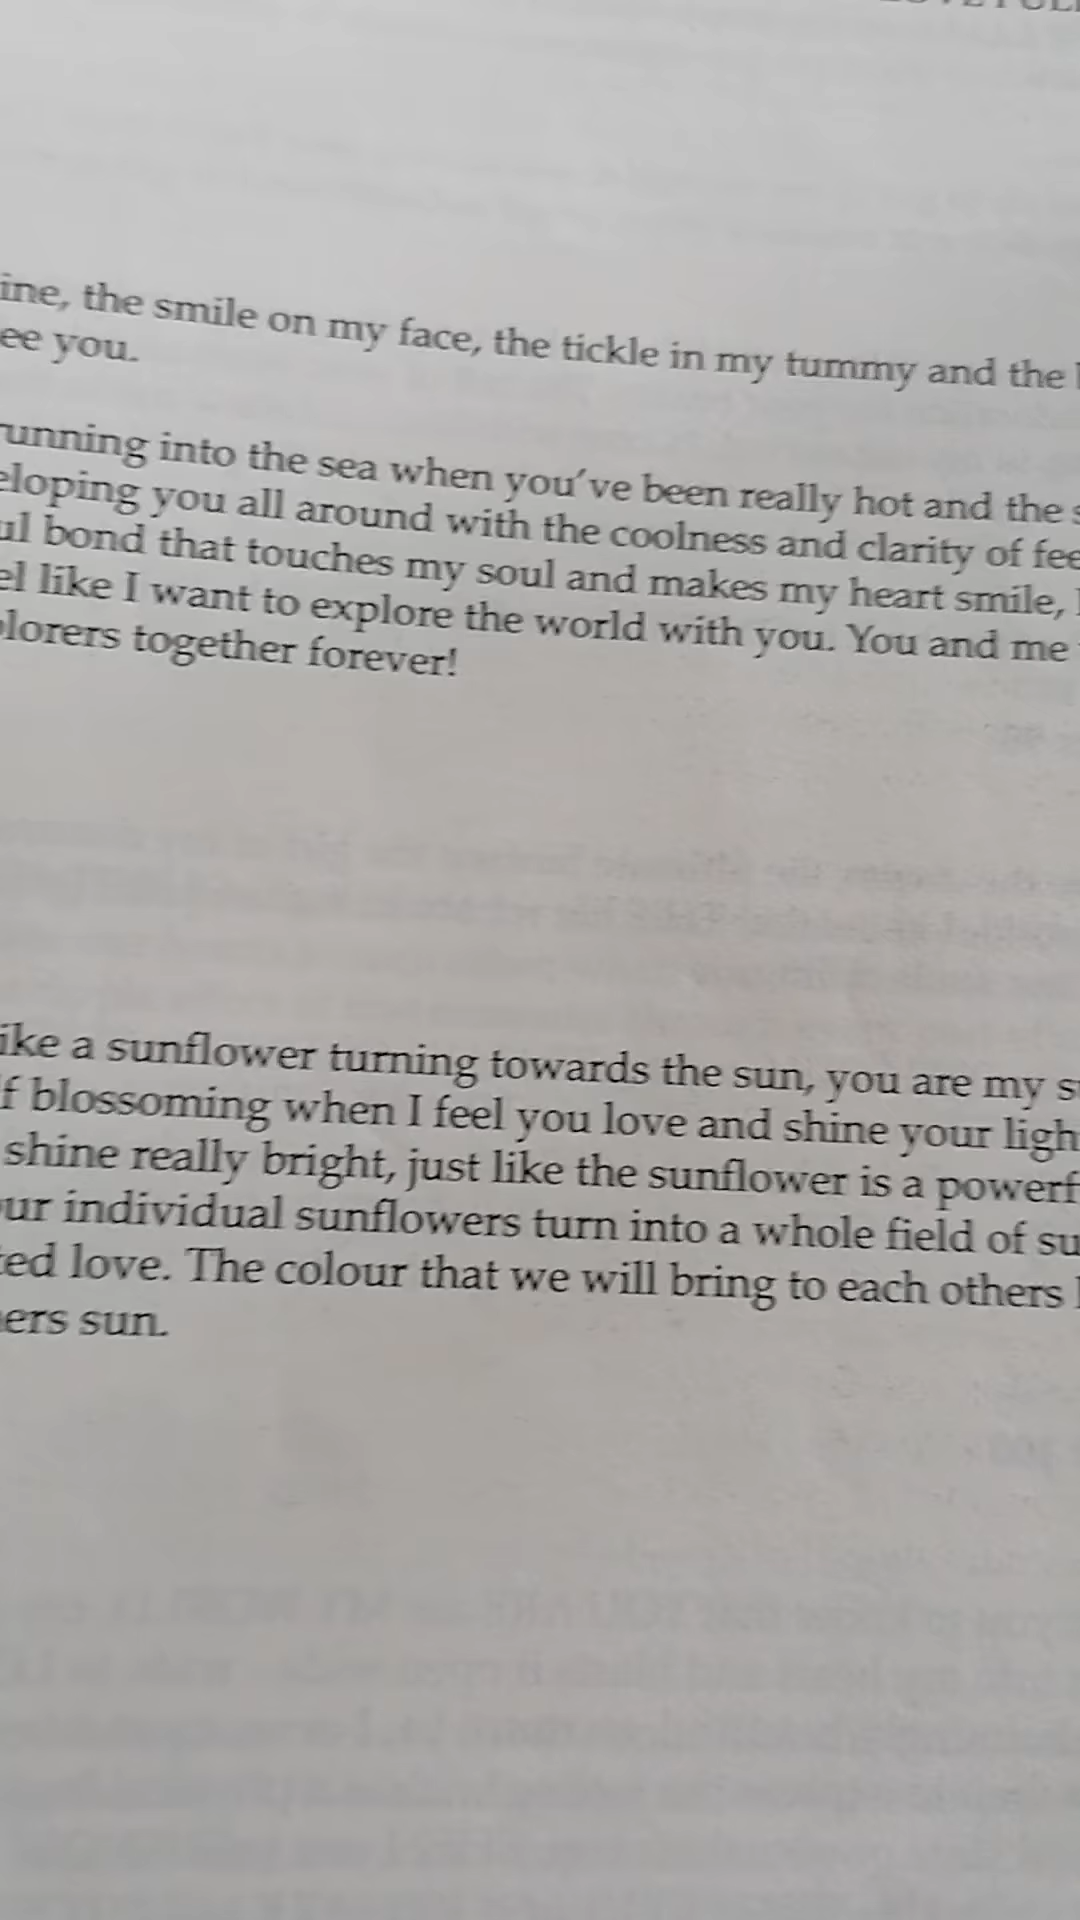 ine, the smile on my face, the tickle in my tummy and the
ee you.
unning into the sea when you've been really hot and the s
eloping you all around with the coolness and clarity of fee
ul bond that touches my soul and makes my heart smile,
el like I want to explore the world with you. You and me
lorers together forever!
ike a sunflower turning towards the sun, you are my s
f blossoming when I feel you love and shine your ligh
shine really bright, just like the sunflower is a powerf
ur individual sunflowers turn into a whole field of su
ted love. The colour that we will bring to each others
ers sun.